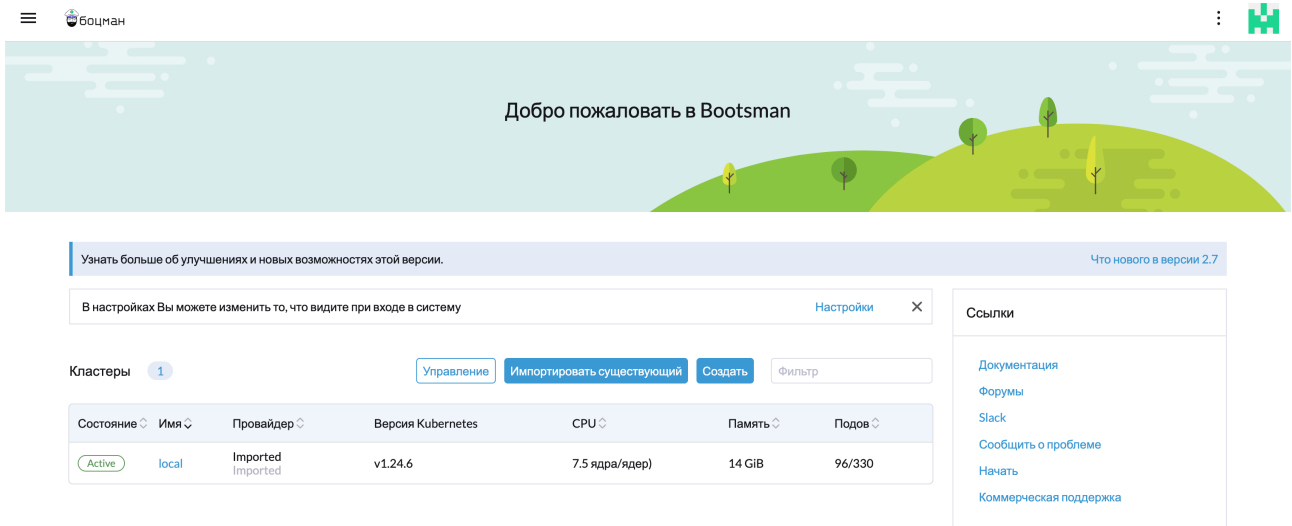 боцман
Добро пожаловать в Bootsman
Узнать больше об улучшениях и новых возможностях этой версии. Что нового в версии 2.7
В настройках Вы можете изменить то, что видите при входе в систему Настройки
Ссылки
Кластеры 1 Управление Импортировать существующий Создать Фильтр
Документация
Форумы
Slack
Сообщить о проблеме
Начать
Коммерческая поддержка
Состояние Имя Провайдер Версия Kubernetes CPU Память Подов
Active local Imported v1.24.6 7.5 ядра/ядер) 14 GiB 96/330
Imported